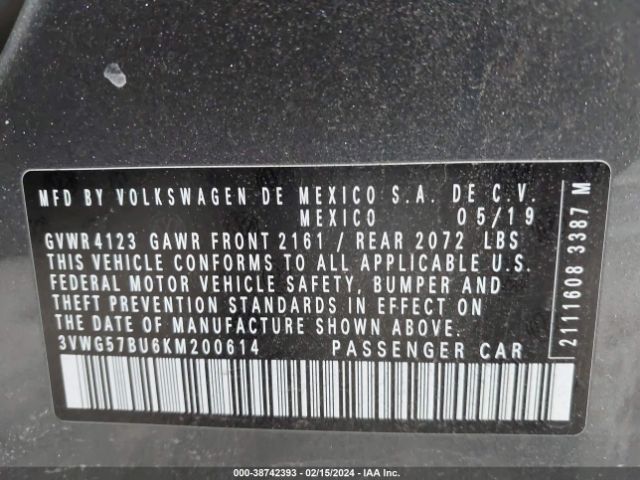 MFD BY VOLKSWAGEN DE MEXICO S.A. DE C.V.
MEXICO 05/19
GVWR 4123 GAWR FRONT 2161 / REAR 2072 LBS
THIS VEHICLE CONFORMS TO ALL APPLICABLE U.S.
FEDERAL MOTOR VEHICLE SAFETY, BUMPER AND
THEFT PREVENTION STANDARDS IN EFFECT ON
THE DATE OF MANUFACTURE SHOWN ABOVE.
3VWG57BU6KM200614 PASSENGER CAR
2111608 3387 M
000-38742393 - 02/15/2024 - IAA Inc.